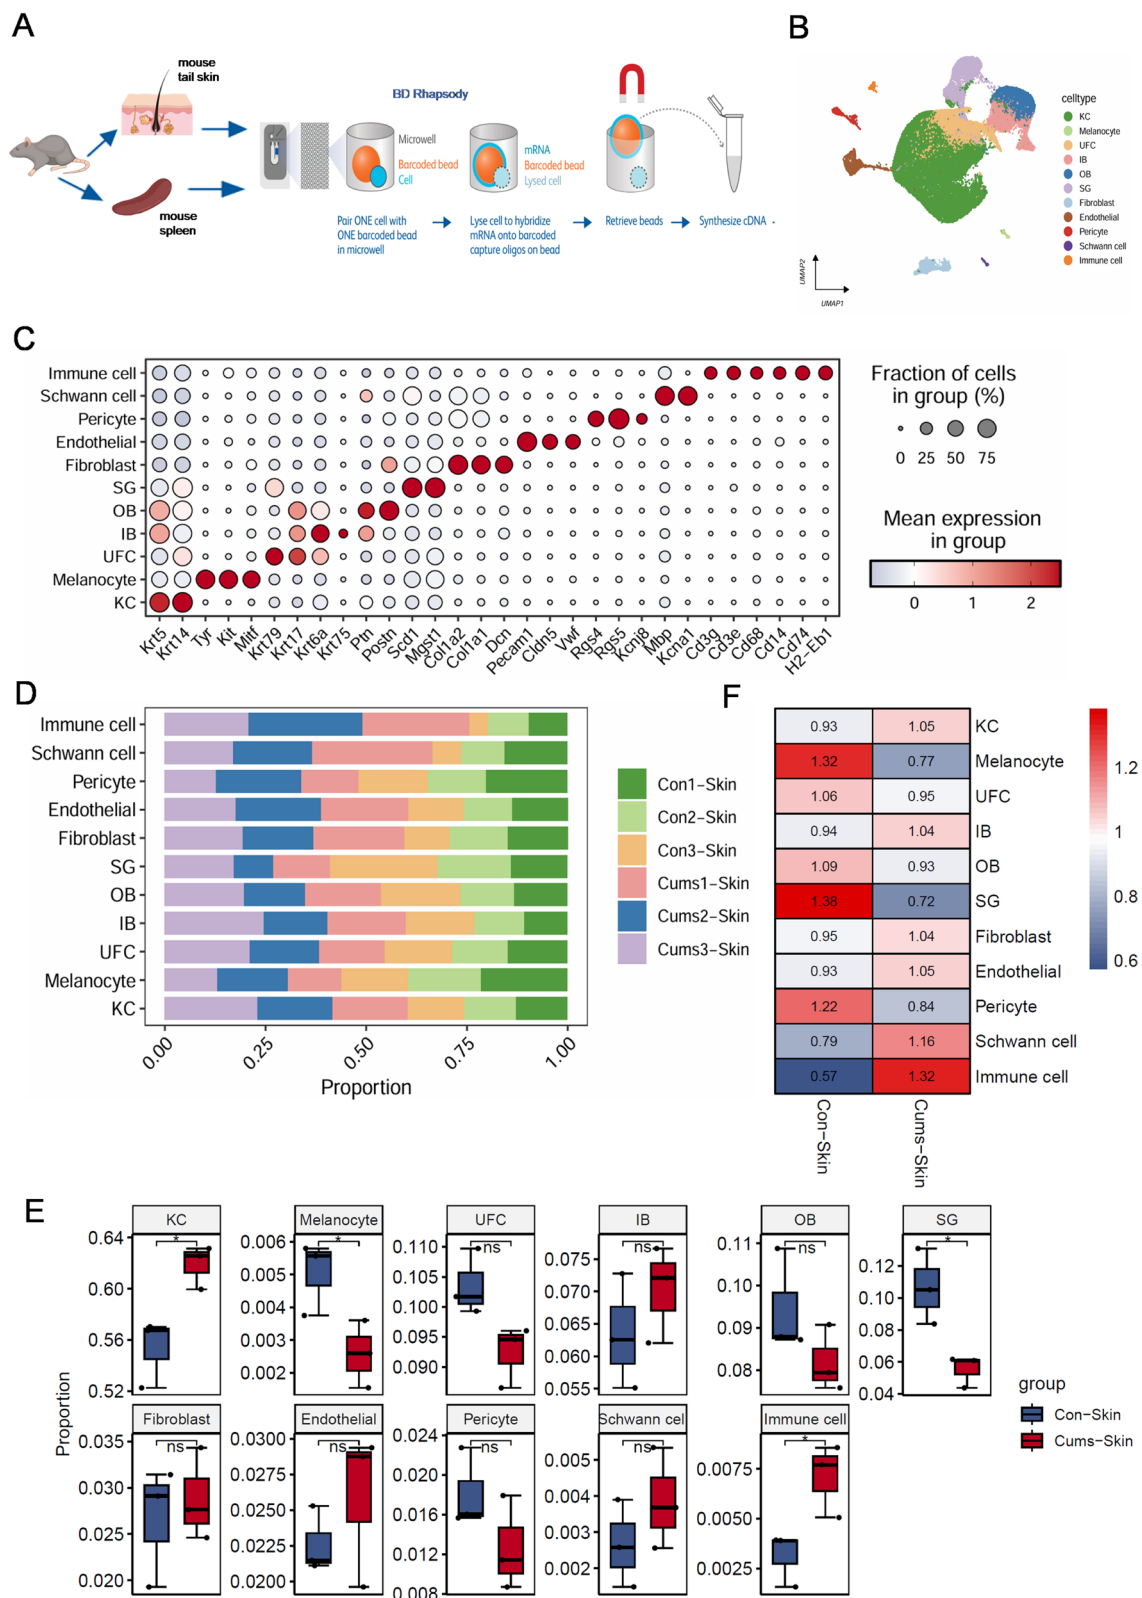 A
mouse
tail skin
mouse
spleen
BD Rhapsody
Microwell
Barcoded bead
Cell
mRNA
Barcoded bead
Lysed cell
Pair ONE cell with
ONE barcoded bead
in microwell
Lyse cell to hybridize
mRNA onto barcoded
capture oligos on bead
Retrieve beads
Synthesize cDNA
B
celltype
KC
Melanocyte
UFC
IB
OB
SG
Fibroblast
Endothelial
Pericyte
Schwann cell
Immune cell
UMAP2
UMAP1
C
Immune cell
Schwann cell
Pericyte
Endothelial
Fibroblast
SG
OB
IB
UFC
Melanocyte
KC
Krt5
Krt14
Tyr
Kit
Mitf
Krt79
Krt17
Krt6a
Krt75
Ptn
Postn
Scd1
Mgst1
Col1a2
Col1a1
Dcn
Pecam1
Cldn5
Vwf
Rgs4
Rgs5
Kcnj8
Mbp
Kcna1
Cd3g
Cd3e
Cd68
Cd14
Cd74
H2-Eb1
Fraction of cells
in group (%)
0 25 50 75
Mean expression
in group
0 1 2
D
Immune cell
Schwann cell
Pericyte
Endothelial
Fibroblast
SG
OB
IB
UFC
Melanocyte
KC
0.00 0.25 0.50 0.75 1.00
Proportion
Con1-Skin
Con2-Skin
Con3-Skin
Cums1-Skin
Cums2-Skin
Cums3-Skin
F
0.93 1.05 KC
1.32 0.77 Melanocyte
1.06 0.95 UFC
0.94 1.04 IB
1.09 0.93 OB
1.38 0.72 SG
0.95 1.04 Fibroblast
0.93 1.05 Endothelial
1.22 0.84 Pericyte
0.79 1.16 Schwann cell
0.57 1.32 Immune cell
Con-Skin
Cums-Skin
1.2
1
0.8
0.6
E
Proportion
KC
*
0.64
0.60
0.56
0.52
Melanocyte
*
0.006
0.005
0.004
0.003
0.002
UFC
ns
0.110
0.105
0.100
0.095
0.090
IB
ns
0.075
0.070
0.065
0.060
0.055
OB
ns
0.11
0.10
0.09
0.08
SG
*
0.12
0.10
0.08
0.06
0.04
Fibroblast
ns
0.035
0.030
0.025
0.020
Endothelial
ns
0.0300
0.0275
0.0250
0.0225
0.0200
Pericyte
ns
0.024
0.020
0.016
0.012
0.008
Schwann cel
ns
0.005
0.004
0.003
0.002
Immune cell
*
0.0075
0.0050
0.0025
group
Con-Skin
Cums-Skin